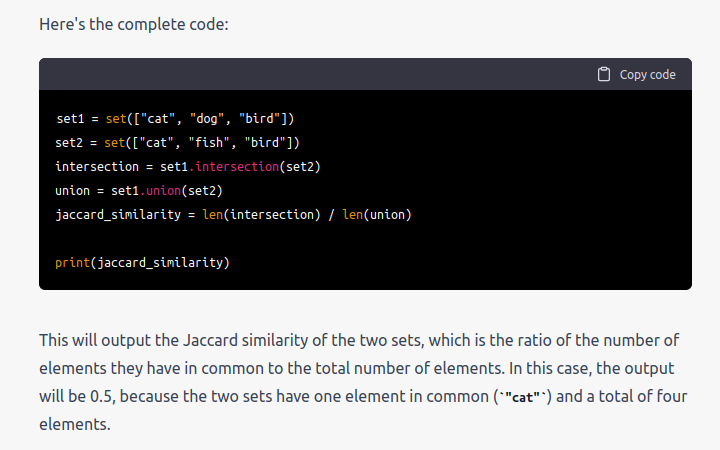 Here's the complete code:
Copy code
set1 = set(["cat", "dog", "bird"])
set2 = set(["cat", "fish", "bird"])
intersection = set1.intersection(set2)
union = set1.union(set2)
jaccard_similarity = len(intersection) / len(union)
print(jaccard_similarity)
This will output the Jaccard similarity of the two sets, which is the ratio of the number of
elements they have in common to the total number of elements. In this case, the output
will be 0.5, because the two sets have one element in common (`"cat"`) and a total of four
elements.